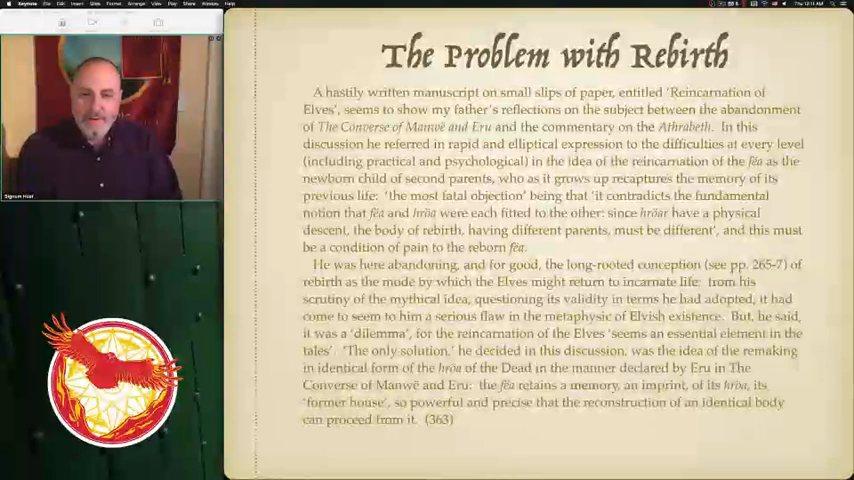 Keynote File Edit Insert Slide Format Arrange View Play Share Window Help
The Problem with Rebirth
A hastily written manuscript on small slips of paper, entitled 'Reincarnation of
Elves', seems to show my father's reflections on the subject between the abandonment
of The Converse of Manwë and Eru and the commentary on the Athrabeth. In this
discussion he referred in rapid and elliptical expression to the difficulties at every level
(including practical and psychological) in the idea of the reincarnation of the fëa as the
newborn child of second parents, who as it grows up recaptures the memory of its
previous life: 'the most fatal objection' being that 'it contradicts the fundamental
notion that fëa and hröa were each fitted to the other: since hröar have a physical
descent, the body of rebirth, having different parents, must be different', and this must
be a condition of pain to the reborn fëa.
He was here abandoning, and for good, the long-rooted conception (see pp. 265-7) of
rebirth as the mode by which the Elves might return to incarnate life: from his
scrutiny of the mythical idea, questioning its validity in terms he had adopted, it had
come to seem to him a serious flaw in the metaphysic of Elvish existence. But, he said,
it was a 'dilemma', for the reincarnation of the Elves 'seems an essential element in the
tales'. 'The only solution,' he decided in this discussion, was the idea of the remaking
in identical form of the hröa of the Dead in the manner declared by Eru in The
Converse of Manwë and Eru: the fëa retains a memory, an imprint, of its hröa, its
'former house', so powerful and precise that the reconstruction of an identical body
can proceed from it. (363)